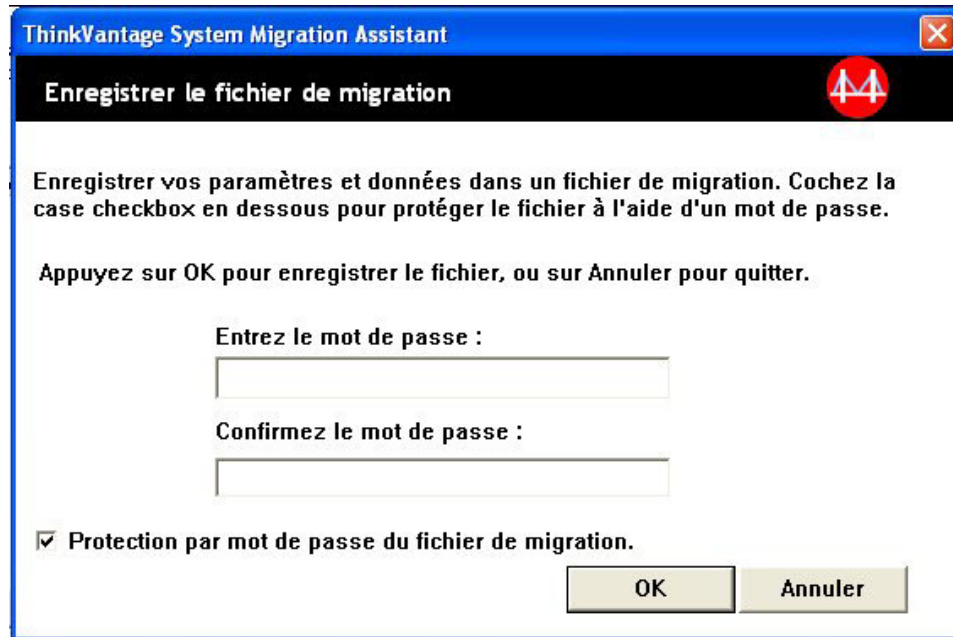 ThinkVantage System Migration Assistant
Enregistrer le fichier de migration
Enregistrer vos paramètres et données dans un fichier de migration. Cochez la
case checkbox en dessous pour protéger le fichier à l'aide d'un mot de passe.
Appuyez sur OK pour enregistrer le fichier, ou sur Annuler pour quitter.
Entrez le mot de passe :
Confirmez le mot de passe :
Protection par mot de passe du fichier de migration.
OK Annuler